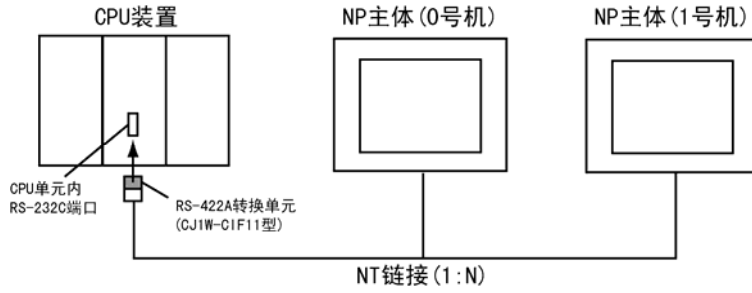 CPU装置
NP主体(0号机)
NP主体(1号机)
CPU单元内
RS-232C端口
RS-422A转换单元
(CJ1W-CIF11型)
NT链接(1:N)